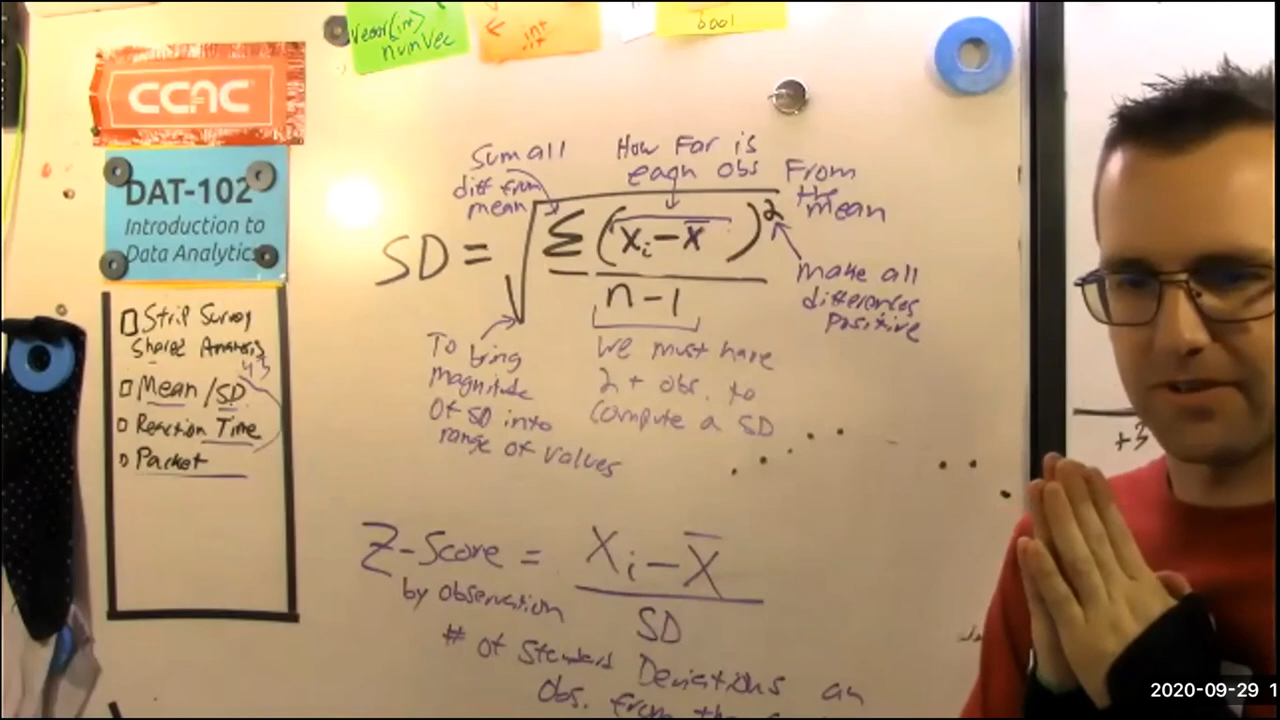 vector<int>
numVec
int
bool
CCAC
DAT-102
Introduction to
Data Analytics
Strip Survey
Shared Analysis
Mean / SD
Reaction Time
Packet
Sum all
diff from
mean
How Far is
each obs
From
the
mean
SD = √ Σ (xᵢ - x̄)²
n - 1
make all
differences
Positive
To bring
magnitude
Of SD into
range of values
We must have
2 + obs. to
compute a SD
+3
Z-Score = Xᵢ - X̄
SD
by observation
# of Standard Deviations an
Obs. from the
2020-09-29 1